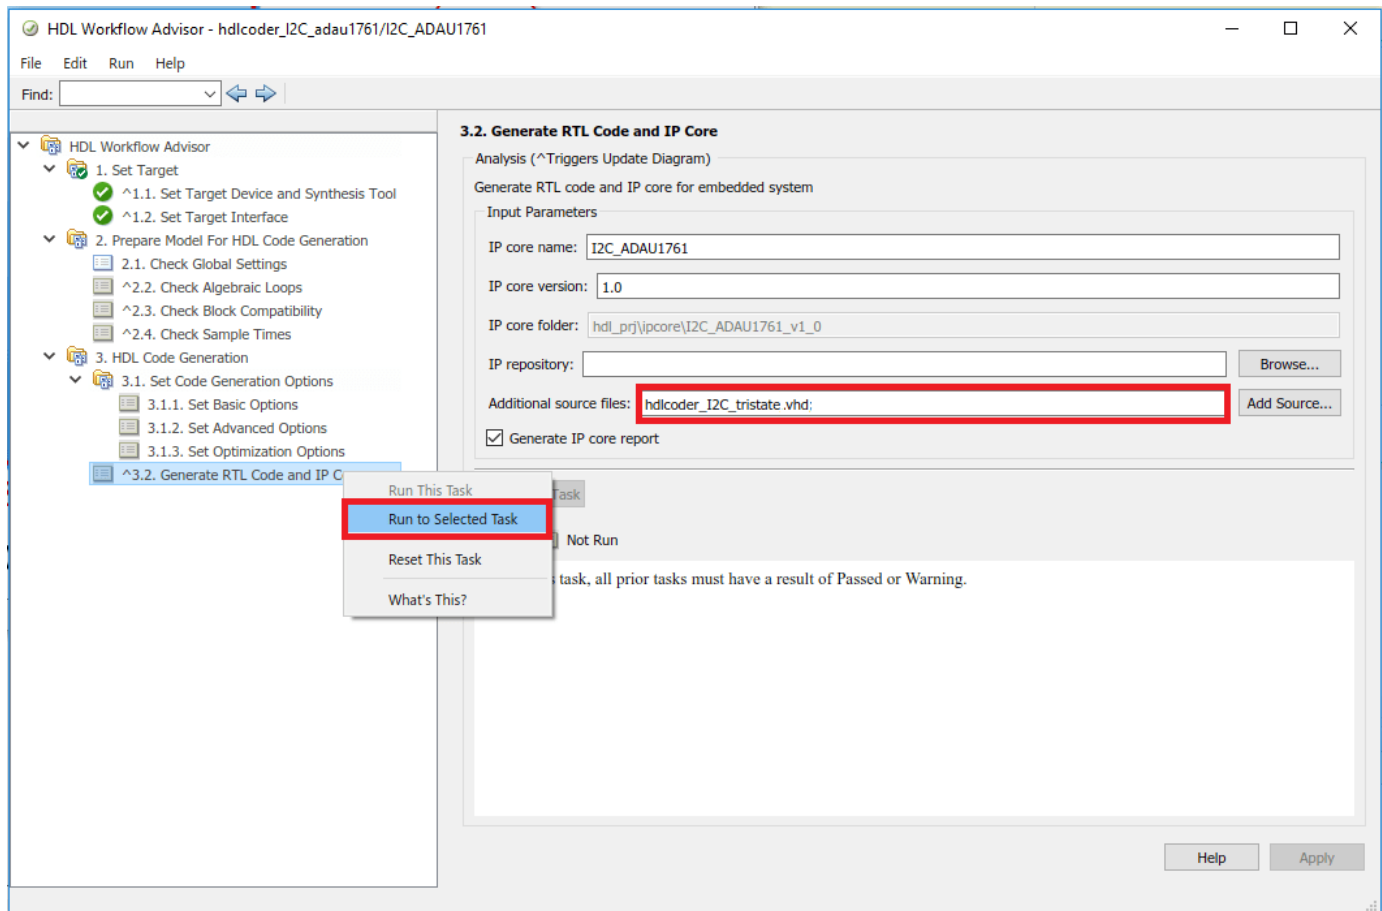 HDL Workflow Advisor - hdlcoder_I2C_adau1761/I2C_ADAU1761
File Edit Run Help
Find:
HDL Workflow Advisor
1. Set Target
^1.1. Set Target Device and Synthesis Tool
^1.2. Set Target Interface
2. Prepare Model For HDL Code Generation
2.1. Check Global Settings
^2.2. Check Algebraic Loops
^2.3. Check Block Compatibility
^2.4. Check Sample Times
3. HDL Code Generation
3.1. Set Code Generation Options
3.1.1. Set Basic Options
3.1.2. Set Advanced Options
3.1.3. Set Optimization Options
^3.2. Generate RTL Code and IP C
Run This Task
Run to Selected Task
Reset This Task
What's This?
3.2. Generate RTL Code and IP Core
Analysis (^Triggers Update Diagram)
Generate RTL code and IP core for embedded system
Input Parameters
IP core name: I2C_ADAU1761
IP core version: 1.0
IP core folder: hdl_prj\ipcore\I2C_ADAU1761_v1_0
IP repository: Browse...
Additional source files: hdlcoder_I2C_tristate.vhd; Add Source...
Generate IP core report
Task
Not Run
task, all prior tasks must have a result of Passed or Warning.
Help Apply